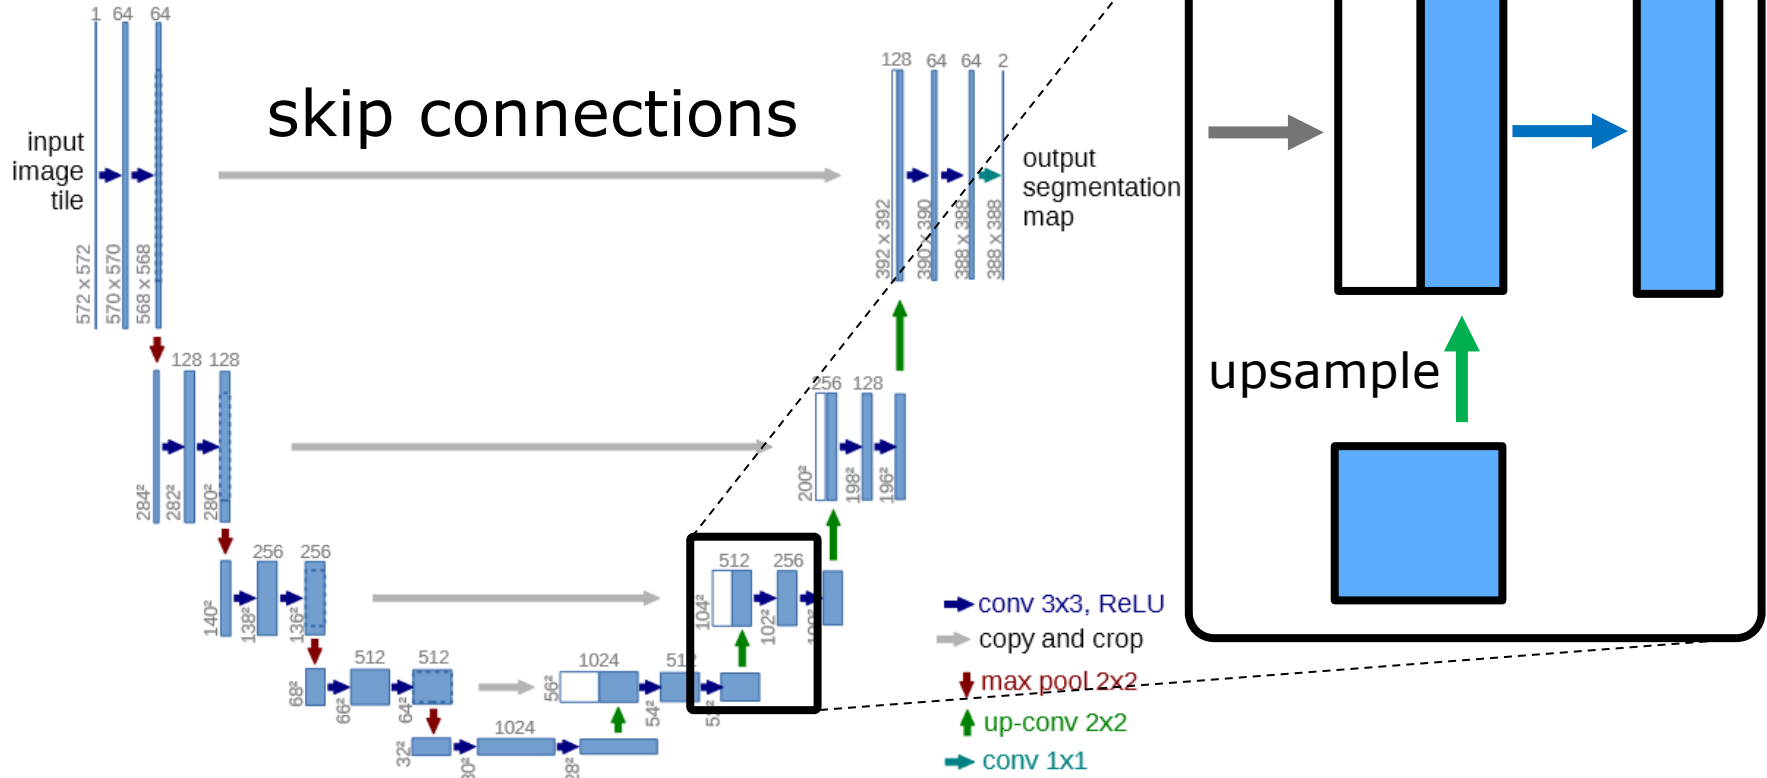 1 64 64
128 64 64 2
skip connections
input
image
tile
output
segmentation
map
572 x 572
570 x 570
568 x 568
392 x 392
390 x 390
388 x 388
388 x 388
128 128
256 128
upsample
284²
282²
280²
200²
198²
196²
256 256
512 256
140²
138²
136²
104²
102²
conv 3x3, ReLU
copy and crop
512 512
1024 512
68²
66²
64²
56²
54²
max pool 2x2
up-conv 2x2
1024
32²
conv 1x1